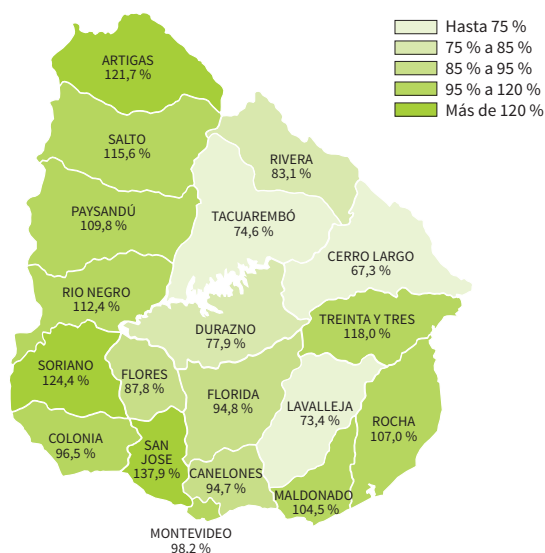 Hasta 75 %
75 % a 85 %
85 % a 95 %
95 % a 120 %
Más de 120 %
ARTIGAS
121,7 %
SALTO
115,6 %
RIVERA
83,1 %
PAYSANDÚ
109,8 %
TACUAREMBÓ
74,6 %
CERRO LARGO
67,3 %
RIO NEGRO
112,4 %
DURAZNO
77,9 %
TREINTA Y TRES
118,0 %
SORIANO
124,4 %
FLORES
87,8 %
FLORIDA
94,8 %
LAVALLEJA
73,4 %
ROCHA
107,0 %
COLONIA
96,5 %
SAN
JOSE
137,9 %
CANELONES
94,7 %
MALDONADO
104,5 %
MONTEVIDEO
98,2 %